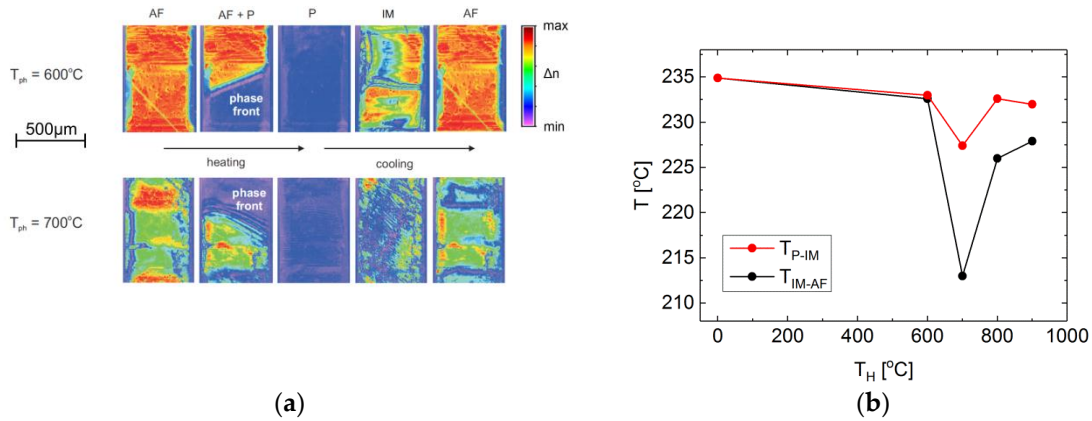 AF AF + P P IM AF
max
Δn
min
T_ph = 600°C
phase
front
500μm
heating cooling
T_ph = 700°C
phase
front
(a)
T [°C]
235
230
225
220
215
210
T_P-IM
T_IM-AF
0 200 400 600 800 1000
T_H [°C]
(b)